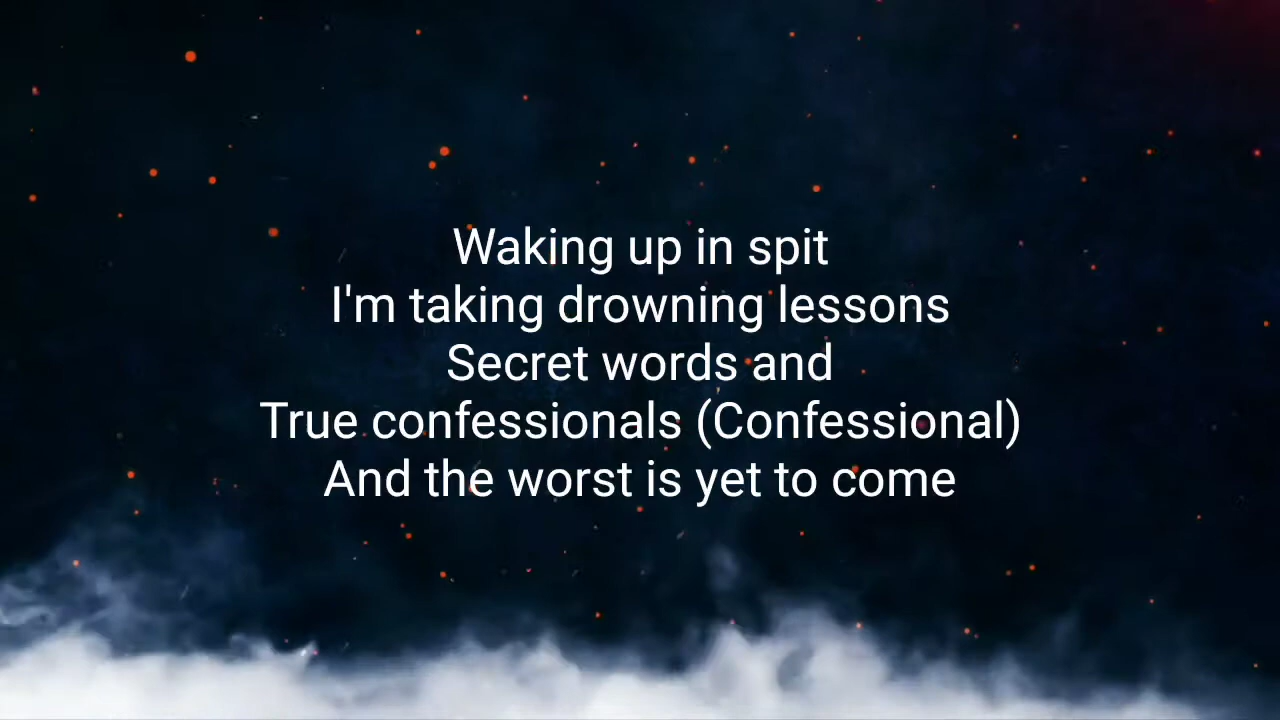 Waking up in spit
I'm taking drowning lessons
Secret words and
True confessionals (Confessional)
And the worst is yet to come